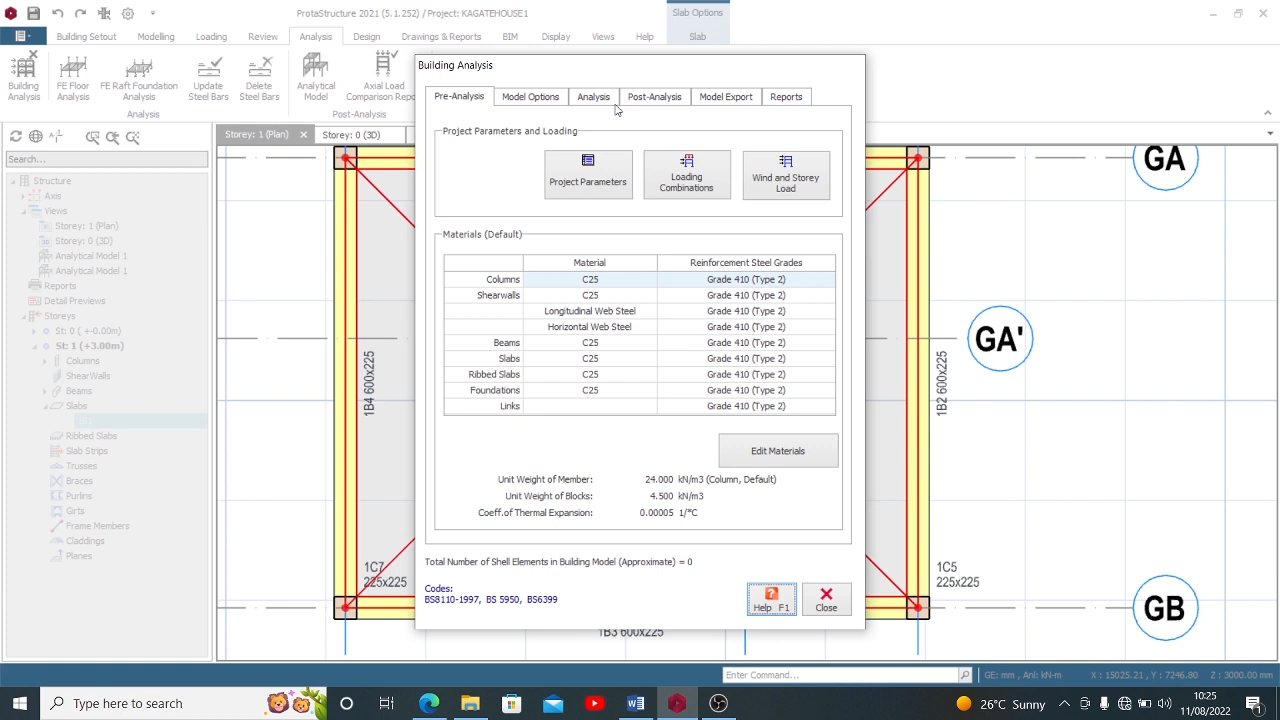 ProtaStructure 2021 (5.1.252) / Project: KAGATEHOUSE1
Slab Options
Building Setout Modelling Loading Review Analysis Design Drawings & Reports BIM Display Views Help Slab
Building Analysis
FE Floor Analysis
FE Raft Foundation Analysis
Update Steel Bars
Delete Steel Bars
Analytical Model
Axial Load Comparison Repo
Analysis
Post-Analysis
Storey: 1 (Plan)
Storey: 0 (3D)
Search...
Structure
Axis
Views
Storey: 1 (Plan)
Storey: 0 (3D)
Analytical Model 1
Analytical Model 1
Reports
Detail Previews
Storeys
St: 0 ( +-0.00m)
St: 1 (+3.00m)
Columns
ShearWalls
Beams
Slabs
Ribbed Slabs
Slab Strips
Trusses
Braces
Purlins
Girts
Frame Members
Claddings
Planes
Building Analysis
Pre-Analysis Model Options Analysis Post-Analysis Model Export Reports
Project Parameters and Loading
Project Parameters
Loading Combinations
Wind and Storey Load
Materials (Default)
Material Reinforcement Steel Grades
Columns C25 Grade 410 (Type 2)
Shearwalls C25 Grade 410 (Type 2)
Longitudinal Web Steel Grade 410 (Type 2)
Horizontal Web Steel Grade 410 (Type 2)
Beams C25 Grade 410 (Type 2)
Slabs C25 Grade 410 (Type 2)
Ribbed Slabs C25 Grade 410 (Type 2)
Foundations C25 Grade 410 (Type 2)
Links Grade 410 (Type 2)
Edit Materials
Unit Weight of Member: 24.000 kN/m3 (Column, Default)
Unit Weight of Blocks: 4.500 kN/m3
Coeff.of Thermal Expansion: 0.00005 1/°C
Total Number of Shell Elements in Building Model (Approximate) = 0
Codes:
BS8110-1997, BS 5950, BS6399
Help F1
Close
GA
GA'
GB
1B4 600x225
1B2 600x225
1C7
225x225
1C5
225x225
1B3 600x225
Enter Command...
GE: mm , Anl: kN-m X : 15025.21 , Y : 7246.80 Z : 3000.00 mm
Type here to search
26°C Sunny
10:25
11/08/2022